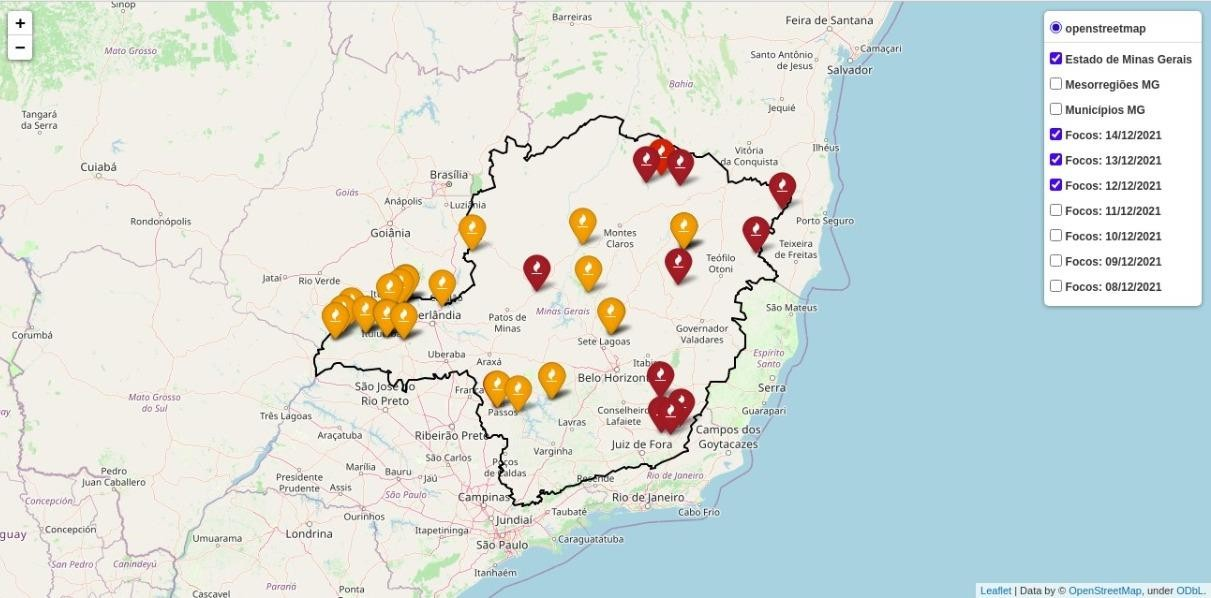 +
−
Sinop
Barreiras
Feira de Santana
Mato Grosso
Camaçari
Santo Antônio
de Jesus
Salvador
Bahia
Tangará
da Serra
Jequié
Ilhéus
Vitória
da Conquista
Cuiabá
Brasília
Goiás
Anápolis
Luziânia
Rondonópolis
Porto Seguro
Goiânia
Montes
Claros
Teixeira
de Freitas
Teófilo
Otoni
Jataí
Rio Verde
Minas Gerais
São Mateus
Patos de
Minas
Corumbá
Governador
Valadares
Sete Lagoas
Uberaba
Araxá
Espírito
Santo
Belo Horizon
Serra
São José do
Rio Preto
Mato Grosso
do Sul
Passos
Três Lagoas
Conselheiro
Lafaiete
Guarapari
Lavras
Araçatuba
Ribeirão Preto
Campos dos
Goytacazes
Juiz de Fora
Varginha
São Carlos
Poços
de Caldas
Marília
Bauru
Jaú
Pedro
Juan Caballero
Presidente
Prudente
Assis
Resende
Rio de Janeiro
São Paulo
Campinas
Rio de Janeiro
Cabo Frio
Concepción
Concepción
Ourinhos
Taubaté
Jundiaí
Londrina
Itapetininga
Umuarama
Caraguatatuba
São Paulo
guay
San Pedro
Canindeyú
Itanhaém
Paraná
Ponta
Cascavel
openstreetmap
Estado de Minas Gerais
Mesorregiões MG
Municípios MG
Focos: 14/12/2021
Focos: 13/12/2021
Focos: 12/12/2021
Focos: 11/12/2021
Focos: 10/12/2021
Focos: 09/12/2021
Focos: 08/12/2021
Leaflet | Data by © OpenStreetMap, under ODbL.